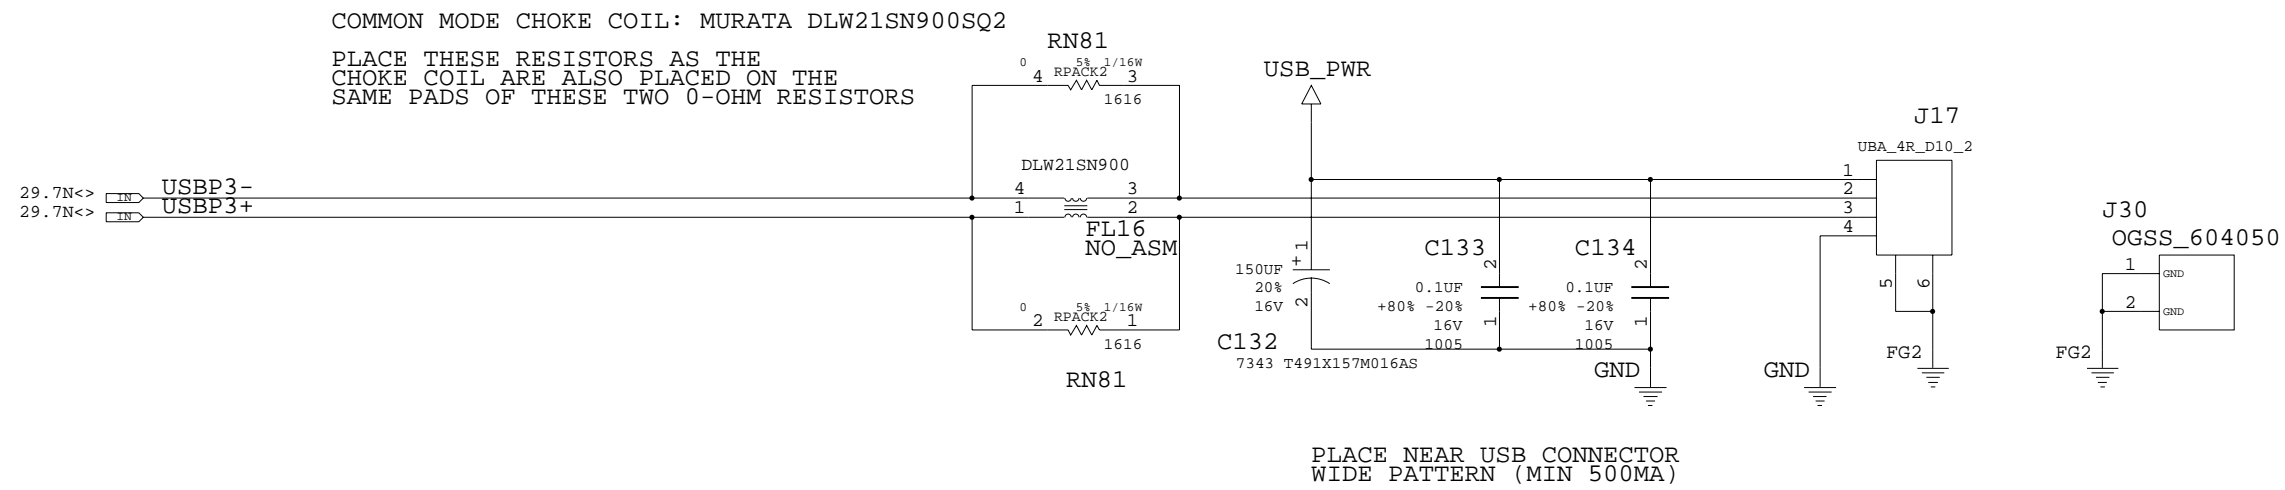 COMMON MODE CHOKE COIL: MURATA DLW21SN900SQ2
PLACE THESE RESISTORS AS THE
CHOKE COIL ARE ALSO PLACED ON THE
SAME PADS OF THESE TWO 0-OHM RESISTORS
RN81
0 5% 1/16W
4 RPACK2 3
1616
USB_PWR
J17
UBA_4R_D10_2
DLW21SN900
29.7N<> IN USBP3-
29.7N<> IN USBP3+
4 3
1 2
FL16
NO_ASM
1
2
3
4
5
6
FG2
GND
J30
OGSS_604050
1 GND
2 GND
FG2
+ 1
150UF
20%
16V
2
C132
7343 T491X157M016AS
C133
2
0.1UF
+80% -20%
16V
1
1005
C134
2
0.1UF
+80% -20%
16V
1
1005
GND
0 5% 1/16W
2 RPACK2 1
1616
RN81
PLACE NEAR USB CONNECTOR
WIDE PATTERN (MIN 500MA)